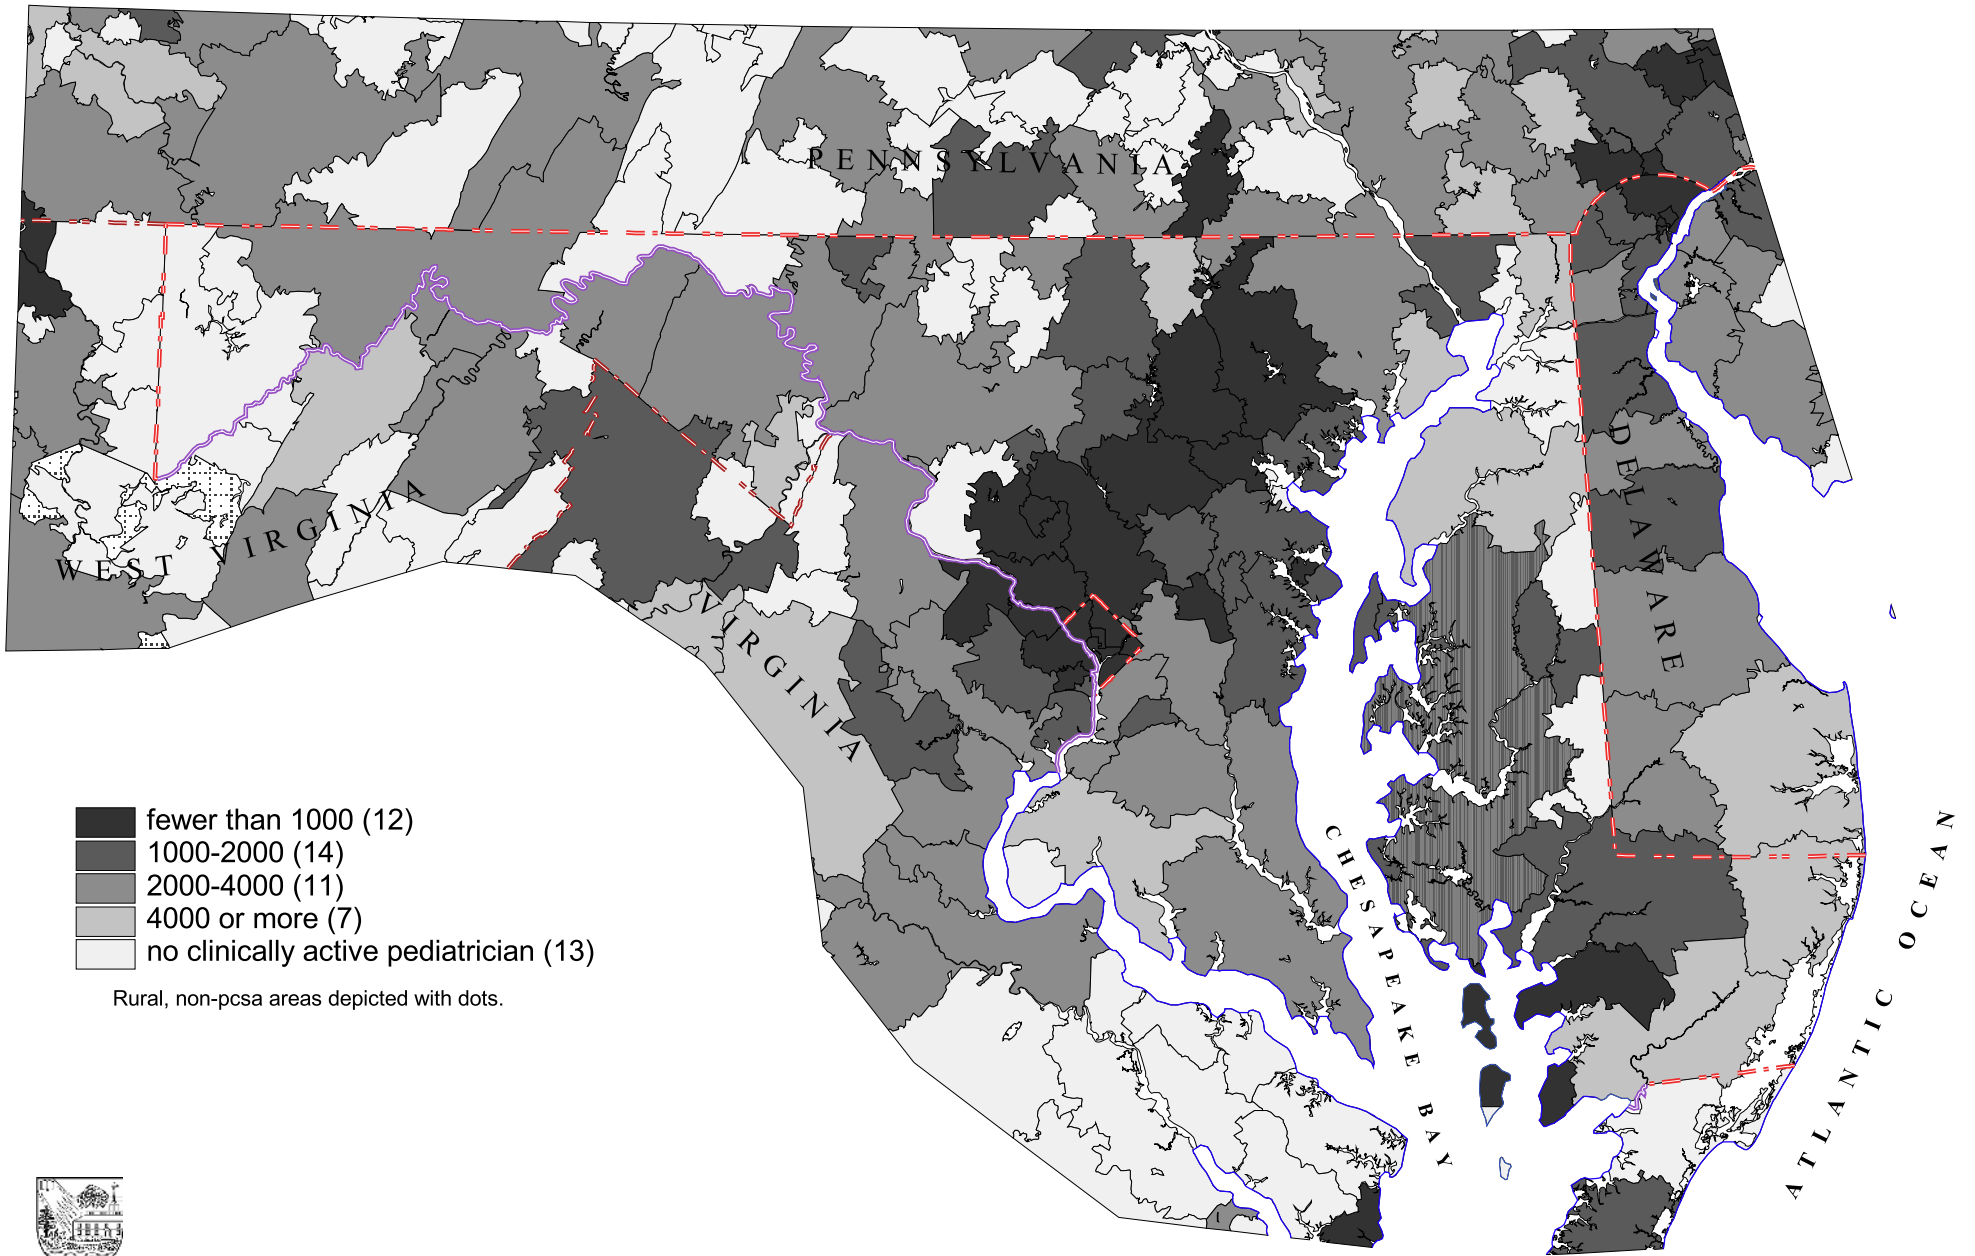 PENNSYLVANIA
WEST VIRGINIA
VIRGINIA
DELAWARE
CHESAPEAKE BAY
ATLANTIC OCEAN
fewer than 1000 (12)
1000-2000 (14)
2000-4000 (11)
4000 or more (7)
no clinically active pediatrician (13)
Rural, non-pcsa areas depicted with dots.